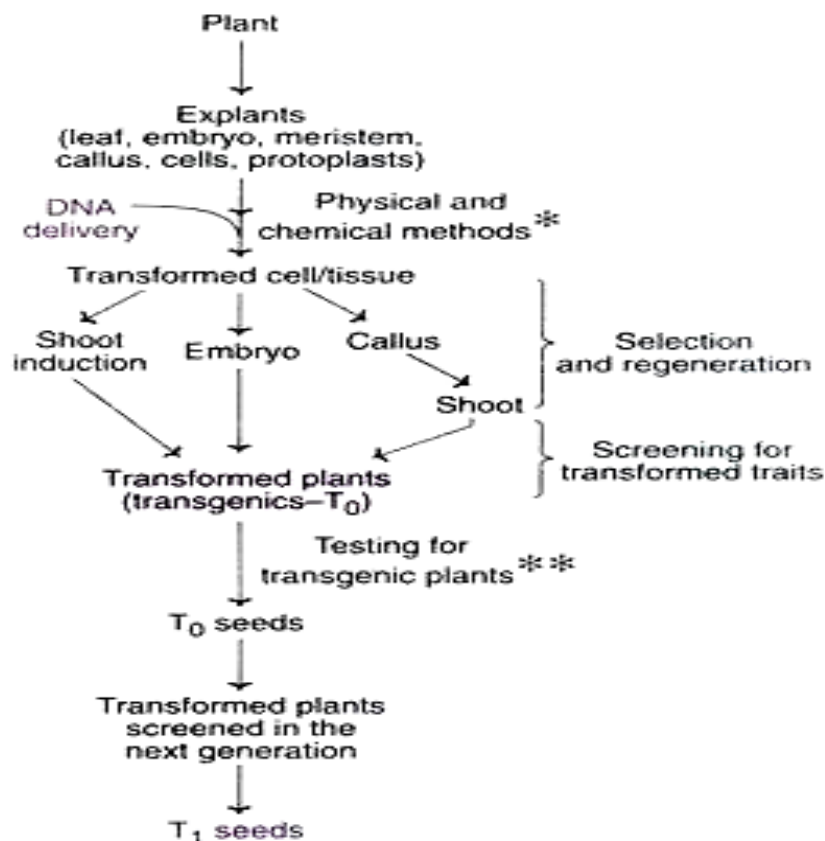 Plant
Explants
(leaf, embryo, meristem,
callus, cells, protoplasts)
DNA
delivery
Physical and
chemical methods*
Transformed cell/tissue
Shoot
induction
Embryo
Callus
Shoot
Selection
and regeneration
Screening for
transformed traits
Transformed plants
(transgenics–T₀)
Testing for
transgenic plants**
T₀ seeds
Transformed plants
screened in the
next generation
T₁ seeds